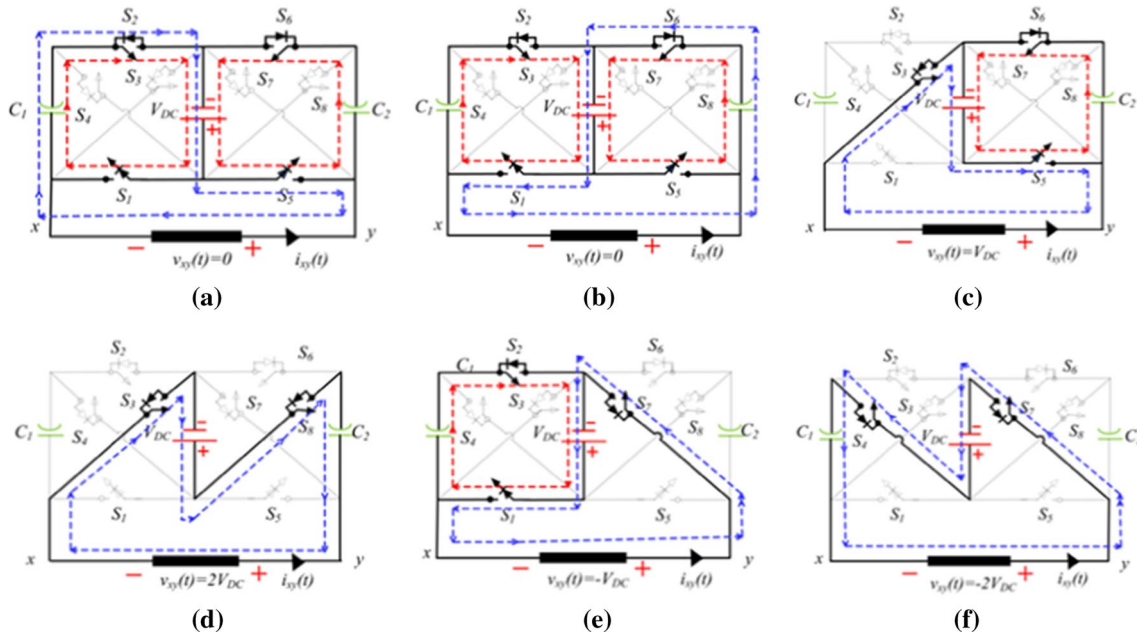 S2 S6
S3 S7
C1 S4 VDC S8 C2
S1 S5
x y
vxy(t)=0 ixy(t)
(a)
S2 S6
S3 S7
C1 S4 VDC S8 C2
S1 S5
x y
vxy(t)=0 ixy(t)
(b)
S2 S6
S3 S7
C1 S4 VDC S8 C2
S1 S5
x y
vxy(t)=VDC ixy(t)
(c)
S2 S6
S3 S7
C1 S4 VDC S8 C2
S1 S5
x y
vxy(t)=2VDC ixy(t)
(d)
C1 S2 S6
S3 S7
S4 VDC S8 C2
S1 S5
x y
vxy(t)=-VDC ixy(t)
(e)
S2 S6
S3 S7
C1 S4 VDC S8
S1 S5
x y
vxy(t)=-2VDC ixy(t)
(f)